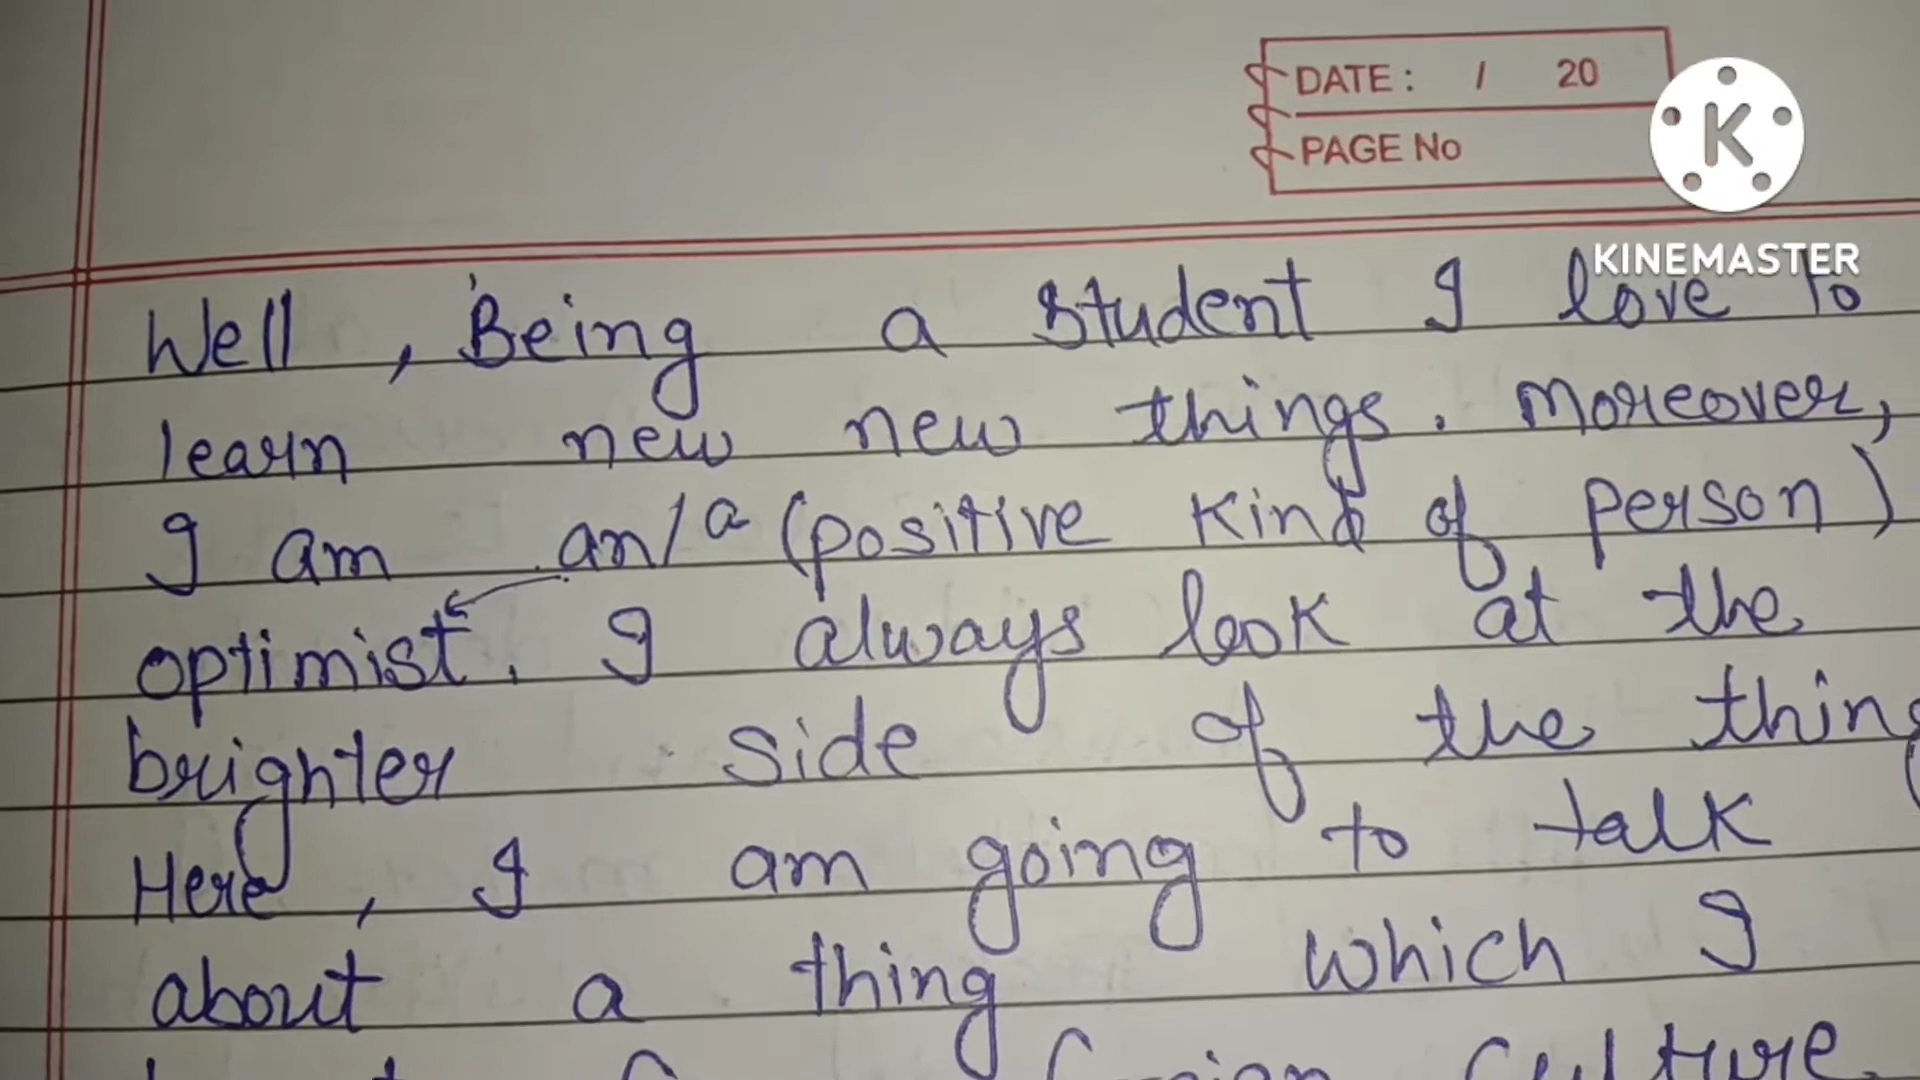 DATE: / 20
PAGE No
K
KINEMASTER
Well, Being a student I love to
learn new new things. Moreover,
I am an/a (positive kind of person)
optimist. I always look at the
brighter side of the thing
Here, I am going to talk
about a thing which I
culture